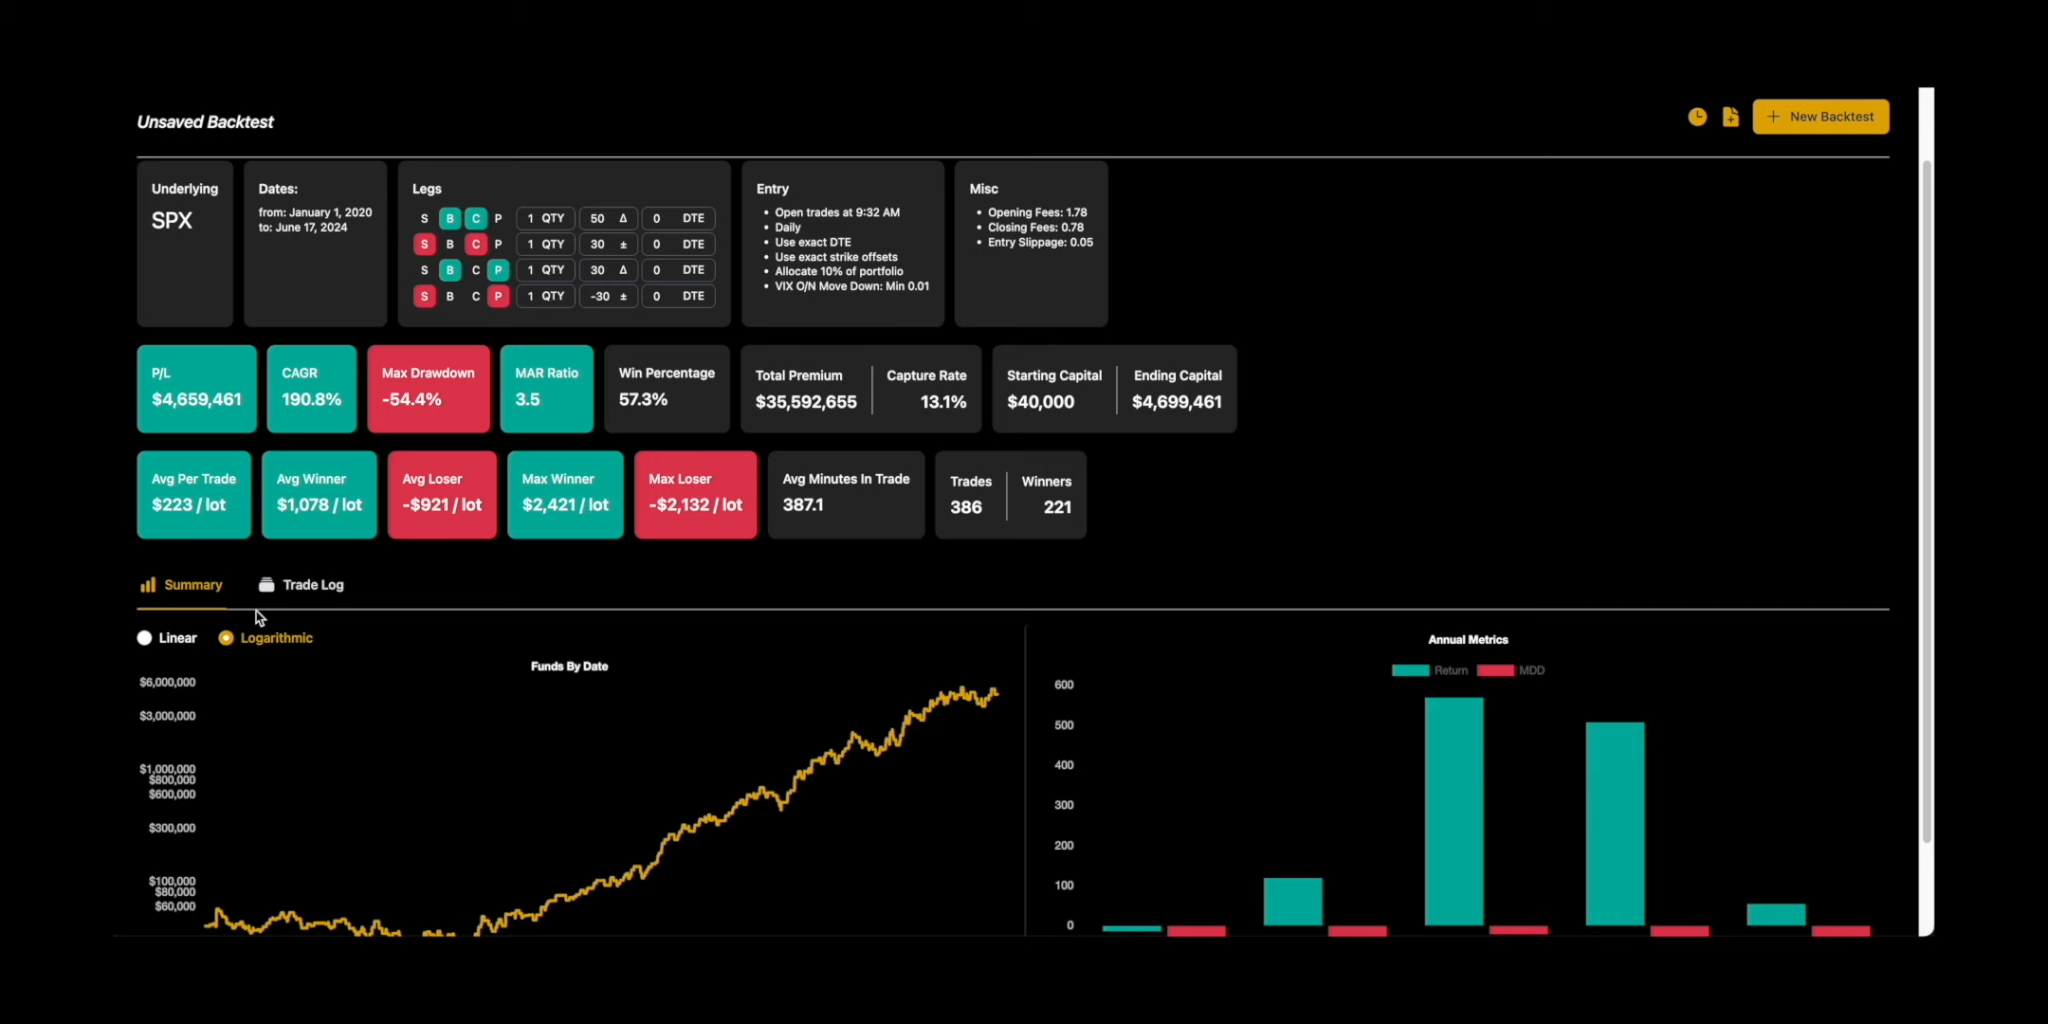 Unsaved Backtest
New Backtest
Underlying
SPX
Dates:
from: January 1, 2020
to: June 17, 2024
Legs
S B C P 1 QTY 50 Δ 0 DTE
S B C P 1 QTY 30 ± 0 DTE
S B C P 1 QTY 30 Δ 0 DTE
S B C P 1 QTY -30 ± 0 DTE
Entry
• Open trades at 9:32 AM
• Daily
• Use exact DTE
• Use exact strike offsets
• Allocate 10% of portfolio
• VIX O/N Move Down: Min 0.01
Misc
• Opening Fees: 1.78
• Closing Fees: 0.78
• Entry Slippage: 0.05
P/L
$4,659,461
CAGR
190.8%
Max Drawdown
-54.4%
MAR Ratio
3.5
Win Percentage
57.3%
Total Premium
$35,592,655
Capture Rate
13.1%
Starting Capital
$40,000
Ending Capital
$4,699,461
Avg Per Trade
$223 / lot
Avg Winner
$1,078 / lot
Avg Loser
-$921 / lot
Max Winner
$2,421 / lot
Max Loser
-$2,132 / lot
Avg Minutes In Trade
387.1
Trades
386
Winners
221
Summary
Trade Log
Linear
Logarithmic
Funds By Date
$6,000,000
$3,000,000
$1,000,000
$800,000
$600,000
$300,000
$100,000
$80,000
$60,000
Annual Metrics
Return MDD
600
500
400
300
200
100
0